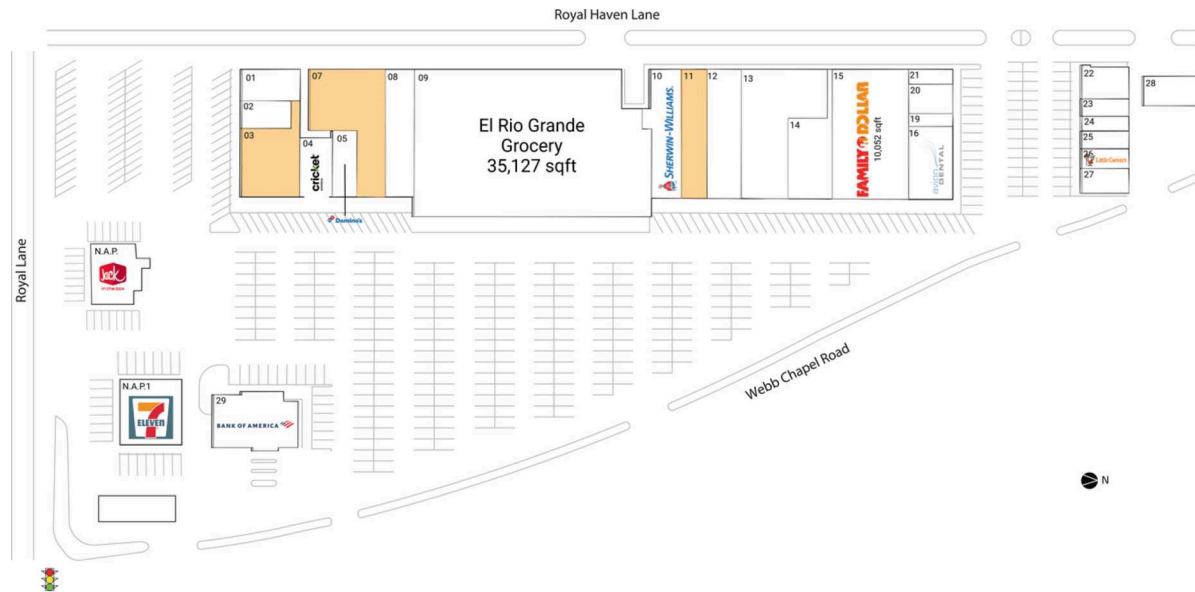 Royal Haven Lane
01
02
03
04
cricket
05
Domino's
07
08
09
El Rio Grande
Grocery
35,127 sqft
10
SHERWIN-WILLIAMS.
11
12
13
14
15
FAMILY DOLLAR
10,052 sqft
21
20
19
16
DENTAL
22
23
24
25
26
Little Caesars
27
28
Royal Lane
N.A.P.
Jack
in the box
N.A.P.1
7
ELEVEN
29
BANK OF AMERICA
Webb Chapel Road
N